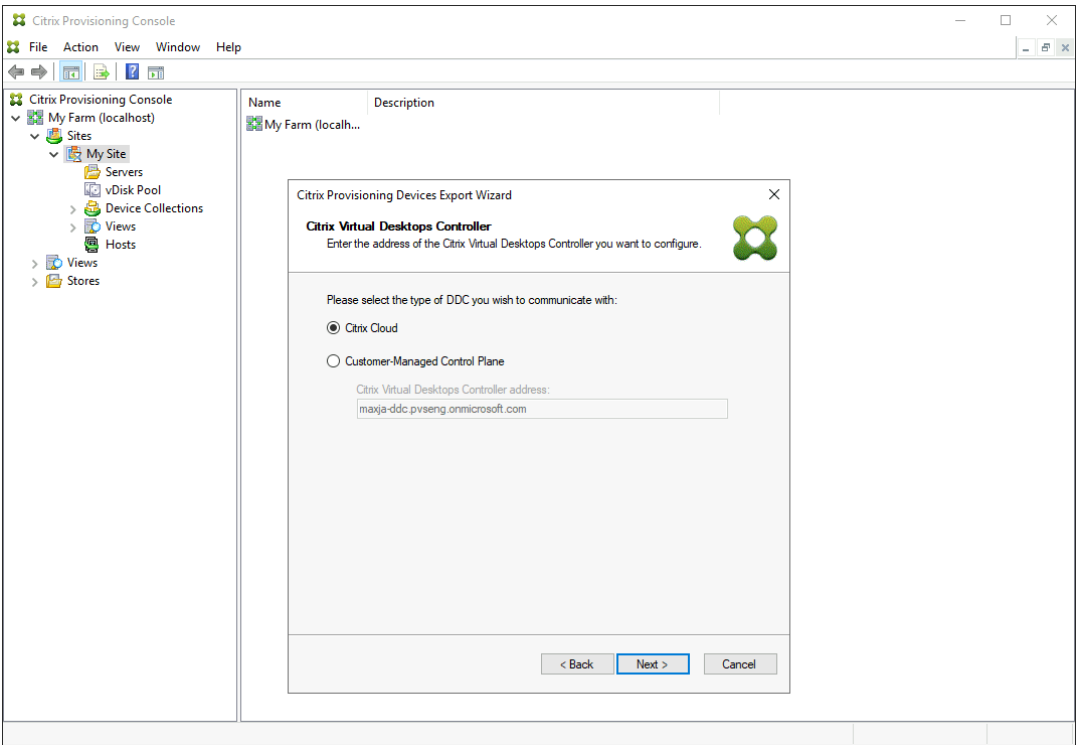 Citrix Provisioning Console
File Action View Window Help
Citrix Provisioning Console
My Farm (localhost)
Sites
My Site
Servers
vDisk Pool
Device Collections
Views
Hosts
Views
Stores
Name Description
My Farm (localh...
Citrix Provisioning Devices Export Wizard
Citrix Virtual Desktops Controller
Enter the address of the Citrix Virtual Desktops Controller you want to configure.
Please select the type of DDC you wish to communicate with:
Citrix Cloud
Customer-Managed Control Plane
Citrix Virtual Desktops Controller address:
maxja-ddc.pvseng.onmicrosoft.com
< Back Next > Cancel